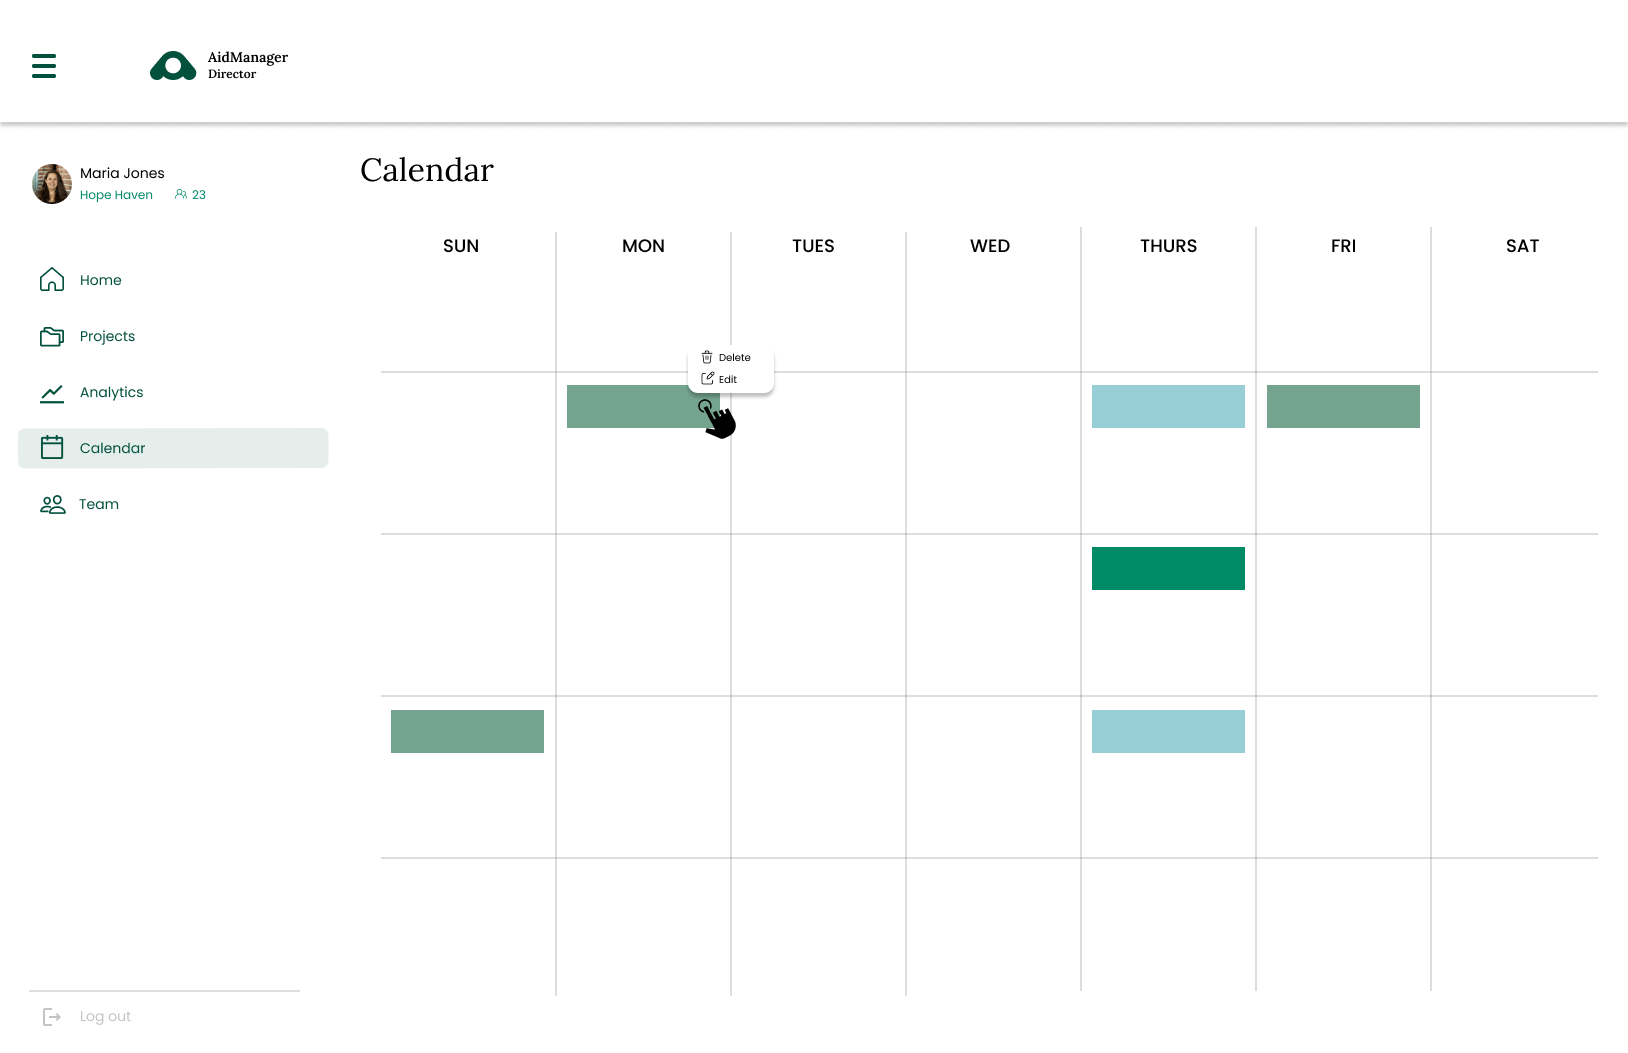 AidManager
Director
Maria Jones
Hope Haven 23
Home
Projects
Analytics
Calendar
Team
Log out
Calendar
SUN MON TUES WED THURS FRI SAT
Delete
Edit